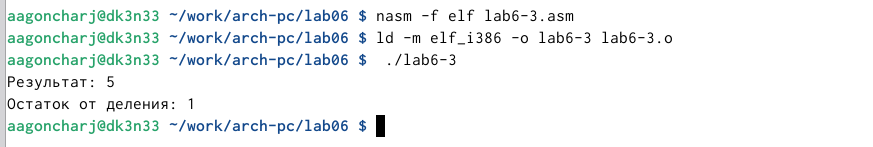 aagoncharj@dk3n33 ~/work/arch-pc/lab06 $ nasm -f elf lab6-3.asm
aagoncharj@dk3n33 ~/work/arch-pc/lab06 $ ld -m elf_i386 -o lab6-3 lab6-3.o
aagoncharj@dk3n33 ~/work/arch-pc/lab06 $  ./lab6-3
Результат: 5
Остаток от деления: 1
aagoncharj@dk3n33 ~/work/arch-pc/lab06 $